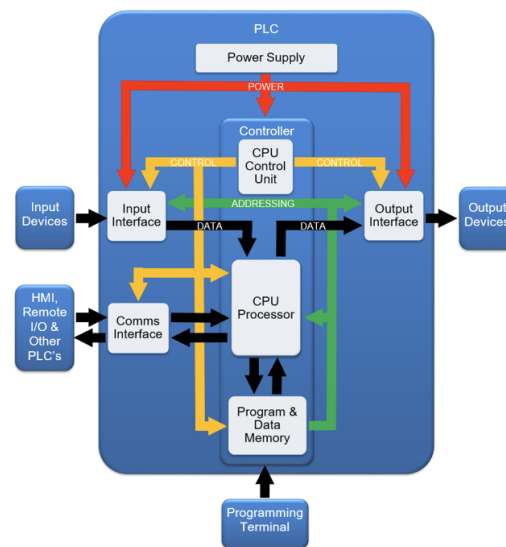 PLC
Power Supply
POWER
Controller
CPU
Control
Unit
CONTROL
CONTROL
Input
Devices
Input
Interface
ADDRESSING
Output
Interface
Output
Devices
DATA
DATA
HMI,
Remote
I/O &
Other
PLC's
Comms
Interface
CPU
Processor
Program &
Data
Memory
Programming
Terminal